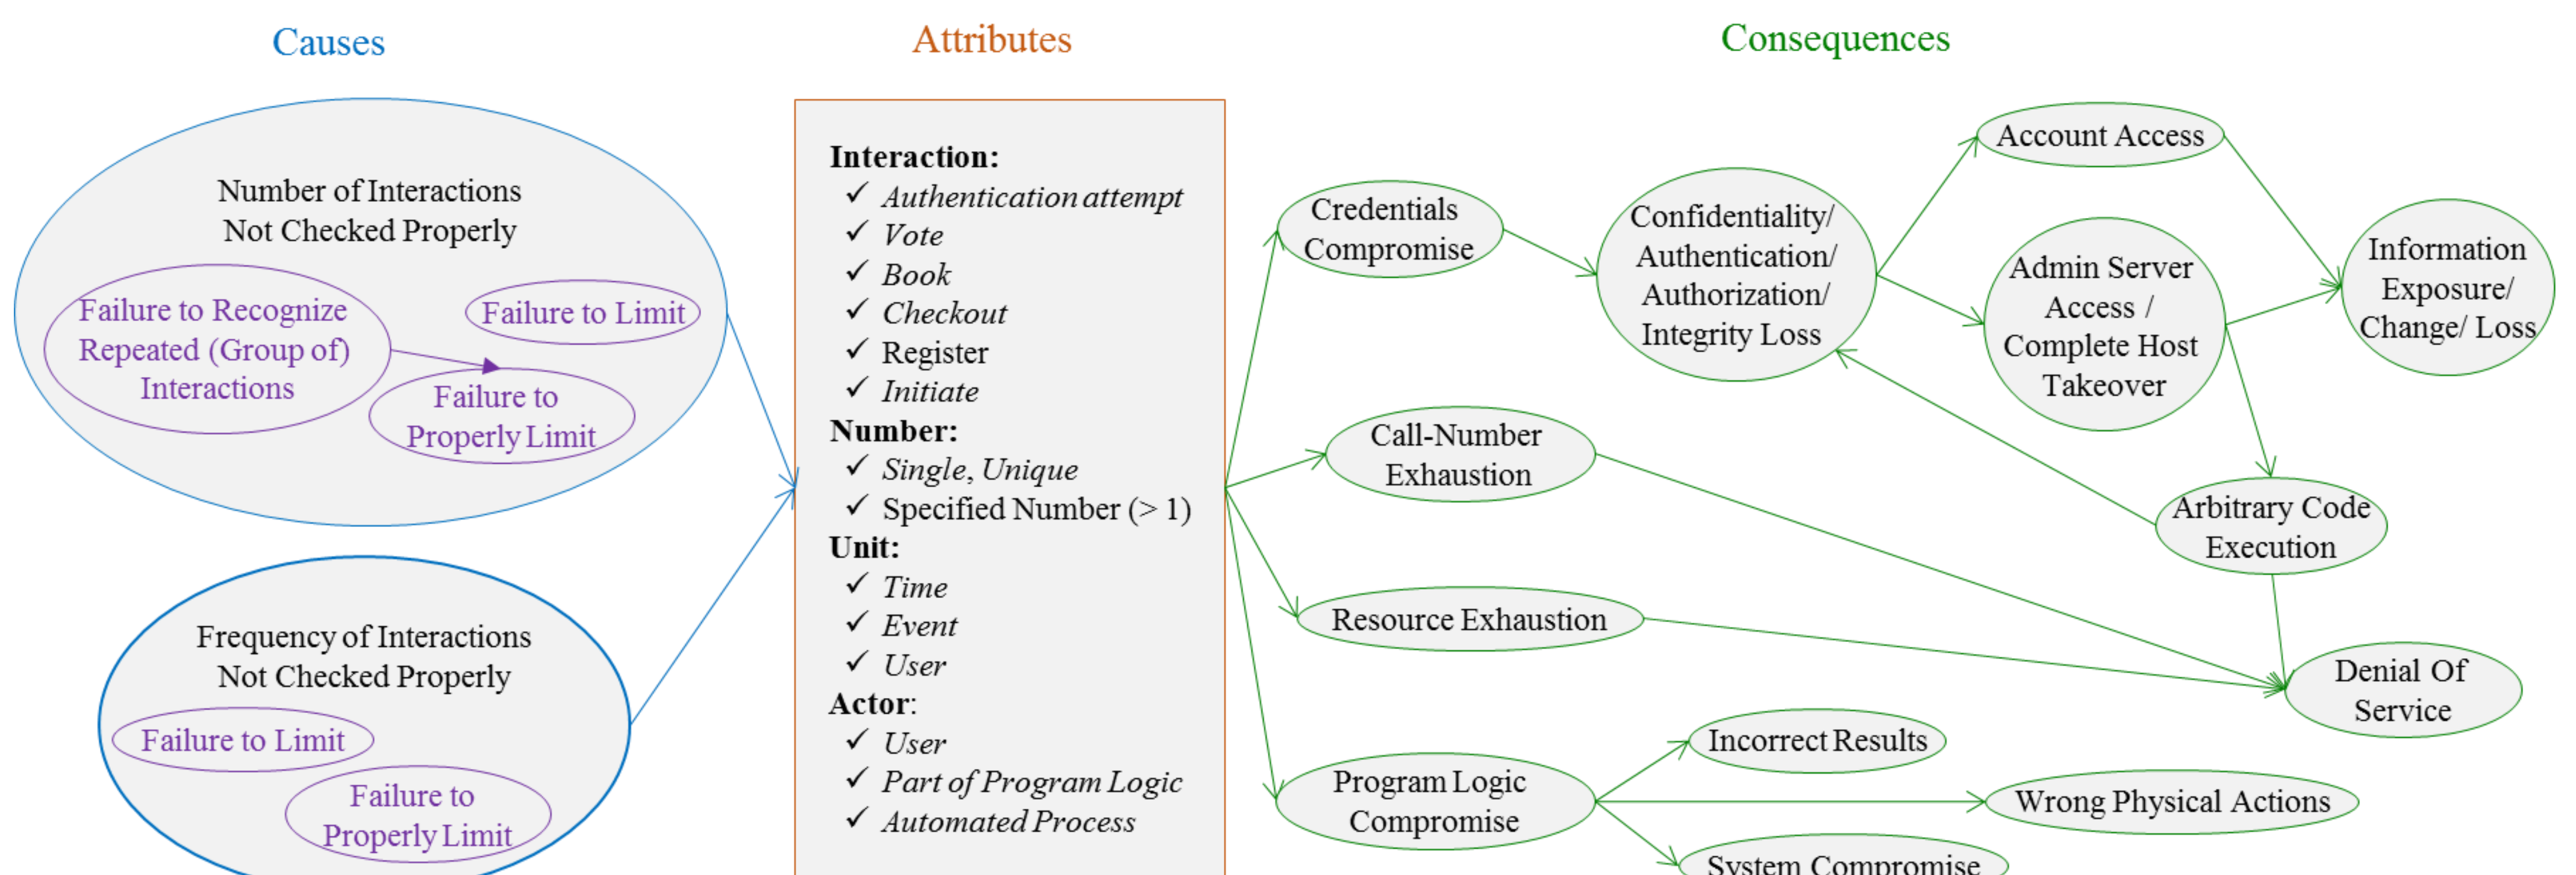 Causes
Attributes
Consequences
Number of Interactions
Not Checked Properly
Failure to Recognize
Repeated (Group of)
Interactions
Failure to Limit
Failure to
Properly Limit
Frequency of Interactions
Not Checked Properly
Failure to Limit
Failure to
Properly Limit
Interaction:
✓ Authentication attempt
✓ Vote
✓ Book
✓ Checkout
✓ Register
✓ Initiate
Number:
✓ Single, Unique
✓ Specified Number (> 1)
Unit:
✓ Time
✓ Event
✓ User
Actor:
✓ User
✓ Part of Program Logic
✓ Automated Process
Credentials
Compromise
Confidentiality/
Authentication/
Authorization/
Integrity Loss
Account Access
Admin Server
Access /
Complete Host
Takeover
Information
Exposure/
Change/ Loss
Call-Number
Exhaustion
Arbitrary Code
Execution
Resource Exhaustion
Denial Of
Service
Program Logic
Compromise
Incorrect Results
Wrong Physical Actions
System Compromise